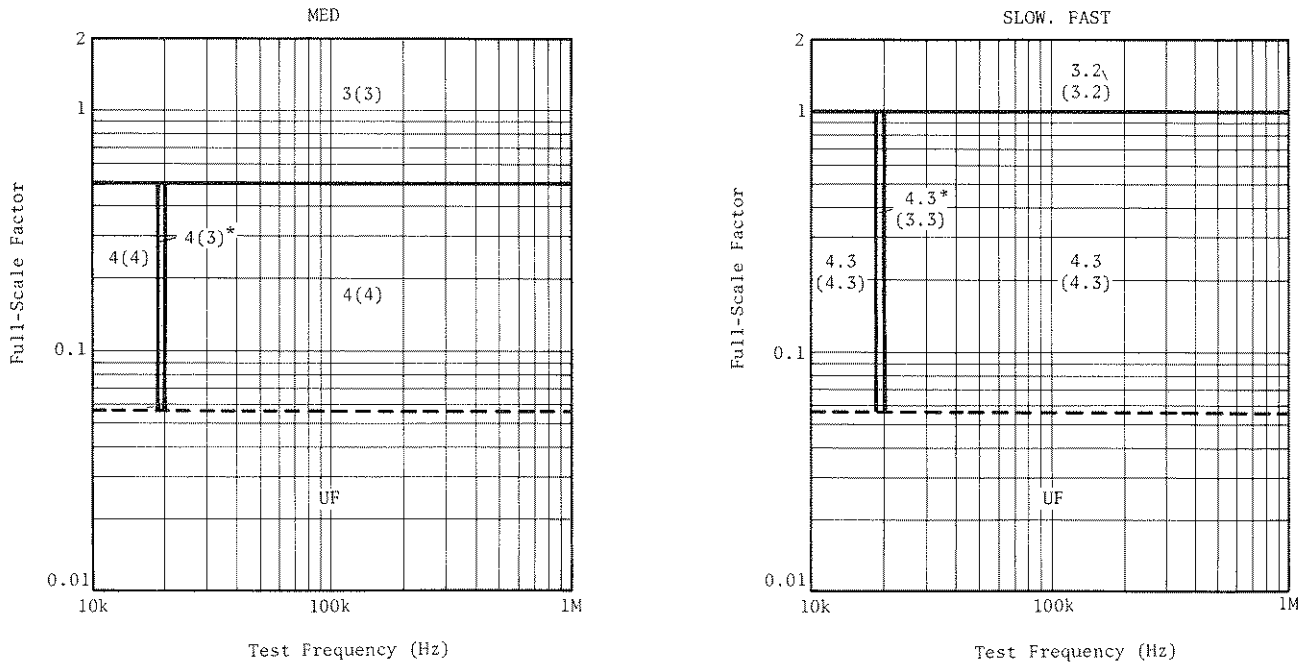 MED
2
3(3)
1
Full-Scale Factor
4(3)*
4(4)
4(4)
0.1
UF
0.01
10k 100k 1M
Test Frequency (Hz)
SLOW. FAST
2
3.2
(3.2)
1
Full-Scale Factor
4.3*
(3.3)
4.3
(4.3)
4.3
(4.3)
0.1
UF
0.01
10k 100k 1M
Test Frequency (Hz)